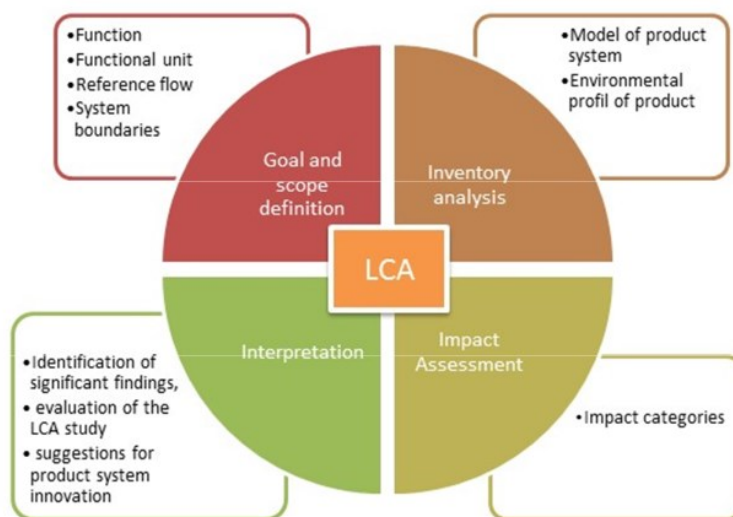 •Function
•Functional unit
•Reference flow
•System
boundaries
Goal and
scope
definition
•Model of product
system
•Environmental
profil of product
Inventory
analysis
LCA
•Identification of
significant findings,
• evaluation of the
LCA study
• suggestions for
product system
innovation
Interpretation
Impact
Assessment
•Impact categories